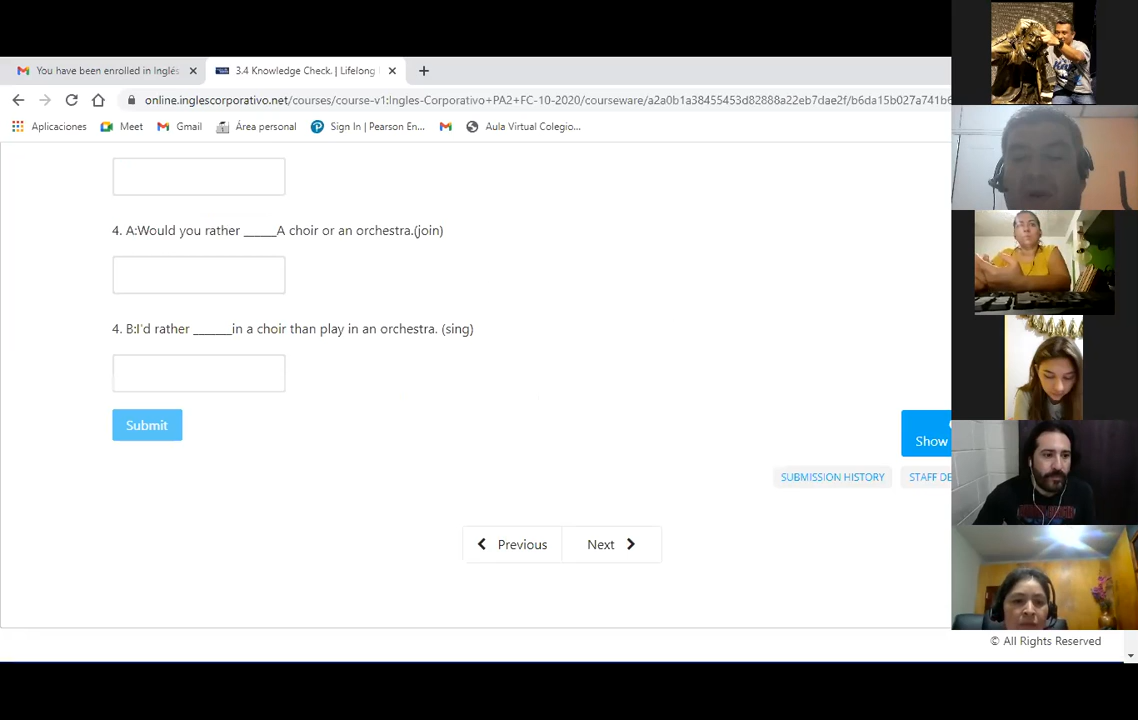 You have been enrolled in Inglés
3.4 Knowledge Check. | Lifelong
online.inglescorporativo.net/courses/course-v1:Ingles-Corporativo+PA2+FC-10-2020/courseware/a2a0b1a38455453d82888a22eb7dae2f/b6da15b027a741b6
Aplicaciones Meet Gmail Área personal Sign In | Pearson En... Aula Virtual Colegio...
4. A:Would you rather _____A choir or an orchestra.(join)
4. B:I'd rather ______in a choir than play in an orchestra. (sing)
Submit
Show
SUBMISSION HISTORY STAFF DE
Previous Next
© All Rights Reserved